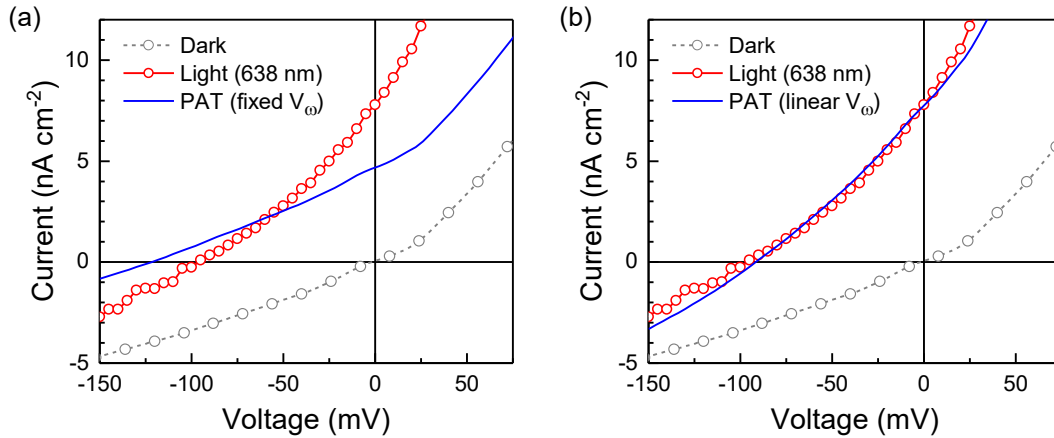 (a)
Dark
Light (638 nm)
PAT (fixed Vω)
10
5
0
-5
-150
-100
-50
0
50
Current (nA cm-2)
Voltage (mV)
(b)
Dark
Light (638 nm)
PAT (linear Vω)
10
5
0
-5
-150
-100
-50
0
50
Current (nA cm-2)
Voltage (mV)